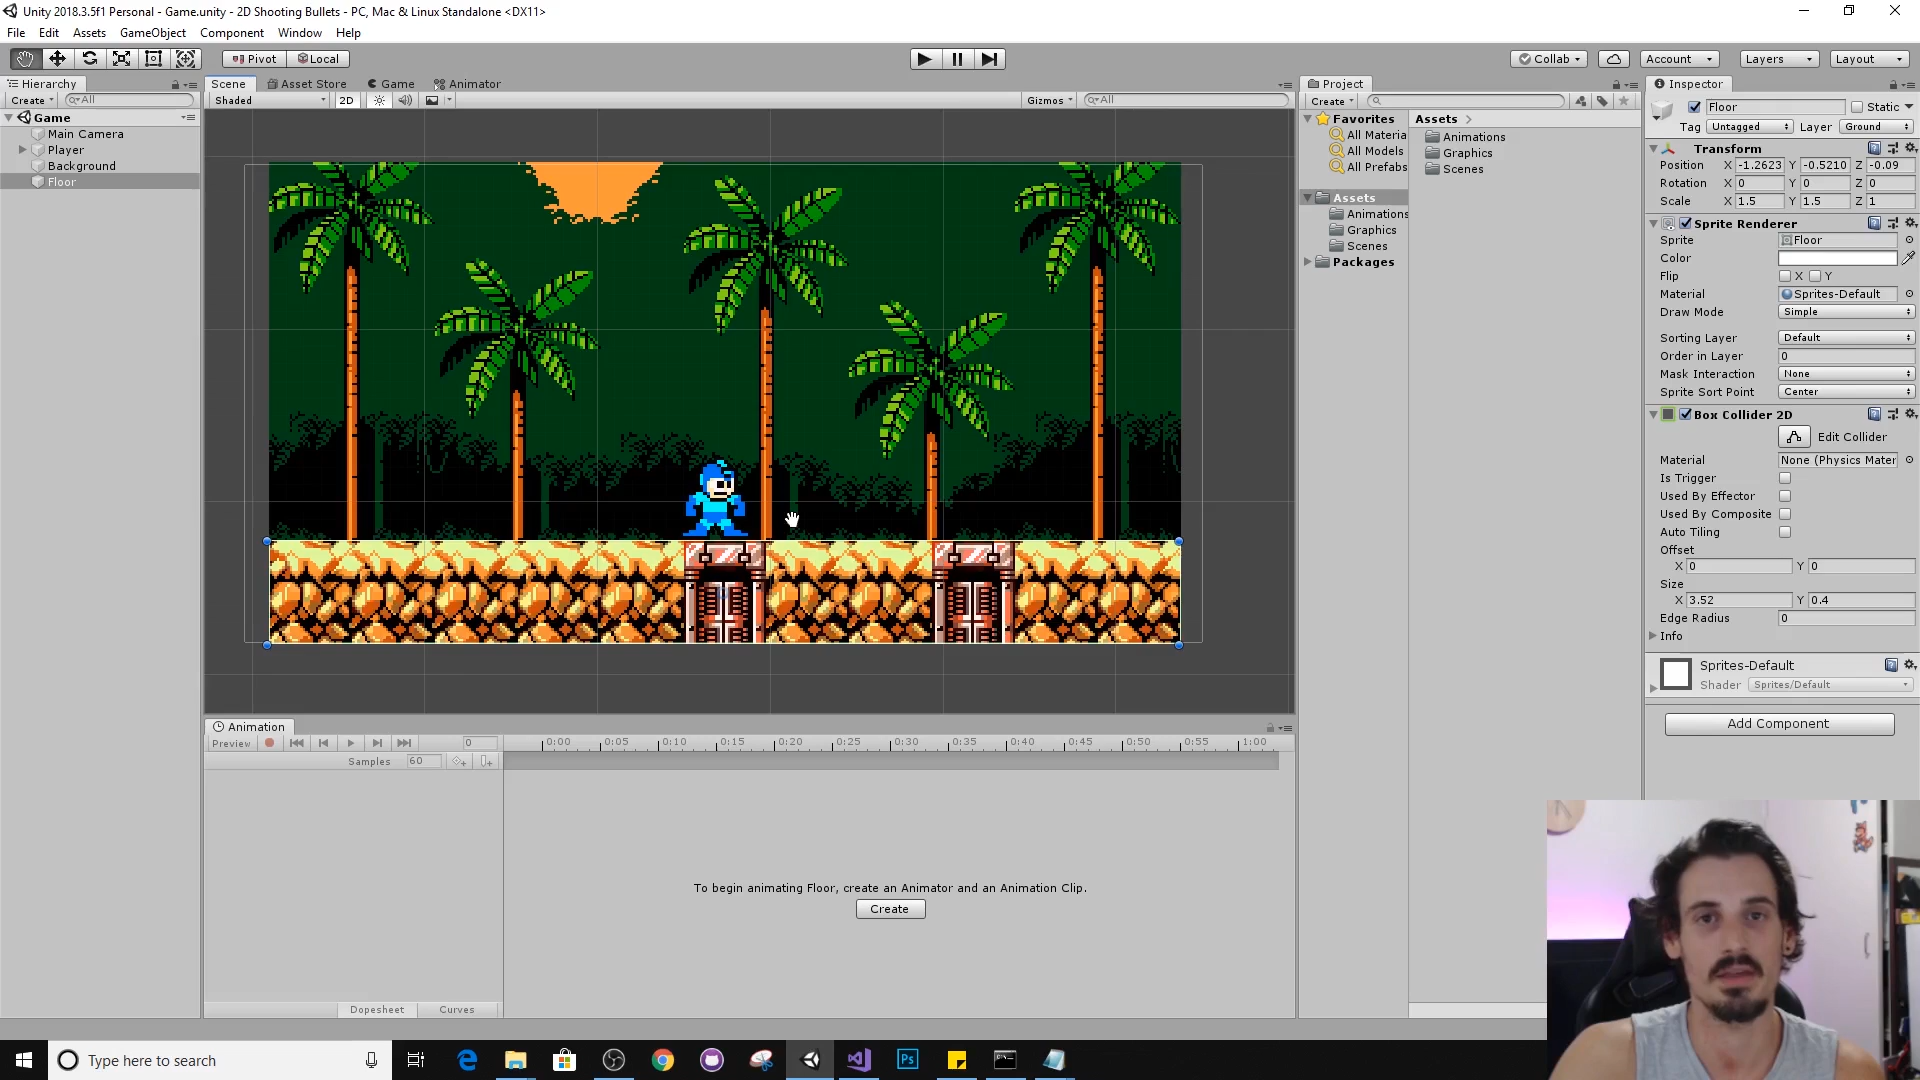 Unity 2018.3.5f1 Personal - Game.unity - 2D Shooting Bullets - PC, Mac & Linux Standalone <DX11>
File Edit Assets GameObject Component Window Help
Pivot Local Collab Account Layers Layout
Hierarchy
Create All
Game
Main Camera
Player
Background
Floor
Scene Asset Store Game Animator
Shaded 2D Gizmos All
Animation
Preview 0 0:00 0:05 0:10 0:15 0:20 0:25 0:30 0:35 0:40 0:45 0:50 0:55 1:00
Samples 60
To begin animating Floor, create an Animator and an Animation Clip.
Create
Dopesheet Curves
Project
Create
Favorites
All Materia
All Models
All Prefabs
Assets
Animations
Graphics
Scenes
Packages
Assets
Animations
Graphics
Scenes
Inspector
Floor Static
Tag Untagged Layer Ground
Transform
Position X -1.2623 Y -0.5210 Z -0.09
Rotation X 0 Y 0 Z 0
Scale X 1.5 Y 1.5 Z 1
Sprite Renderer
Sprite Floor
Color
Flip X Y
Material Sprites-Default
Draw Mode Simple
Sorting Layer Default
Order in Layer 0
Mask Interaction None
Sprite Sort Point Center
Box Collider 2D
Edit Collider
Material None (Physics Mater
Is Trigger
Used By Effector
Used By Composite
Auto Tiling
Offset
X 0 Y 0
Size
X 3.52 Y 0.4
Edge Radius 0
Info
Sprites-Default
Shader Sprites/Default
Add Component
Type here to search
Ps